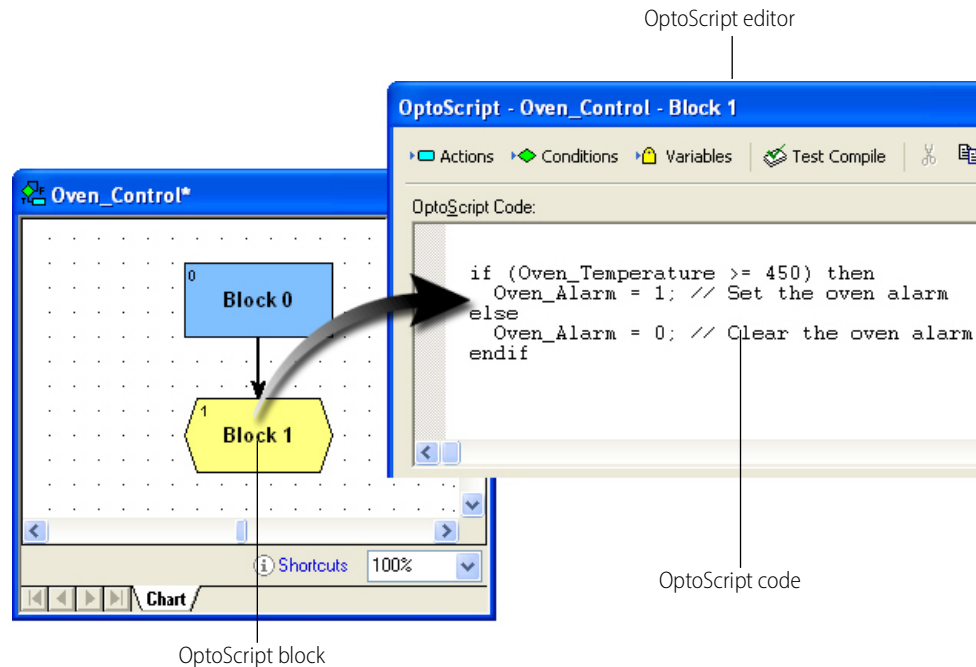 OptoScript editor
OptoScript - Oven_Control - Block 1
Actions Conditions Variables Test Compile
OptoScript Code:
if (Oven_Temperature >= 450) then
Oven_Alarm = 1; // Set the oven alarm
else
Oven_Alarm = 0; // Clear the oven alarm
endif
Oven_Control*
0
Block 0
1
Block 1
Shortcuts 100%
Chart
OptoScript code
OptoScript block